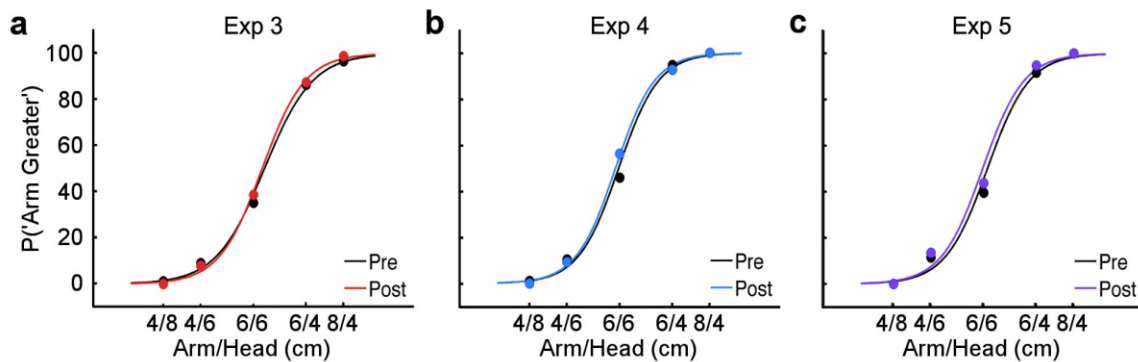 a Exp 3
b Exp 4
c Exp 5
P('Arm Greater')
100
80
60
40
20
0
Pre
Post
Pre
Post
Pre
Post
4/8 4/6 6/6 6/4 8/4
4/8 4/6 6/6 6/4 8/4
4/8 4/6 6/6 6/4 8/4
Arm/Head (cm)
Arm/Head (cm)
Arm/Head (cm)